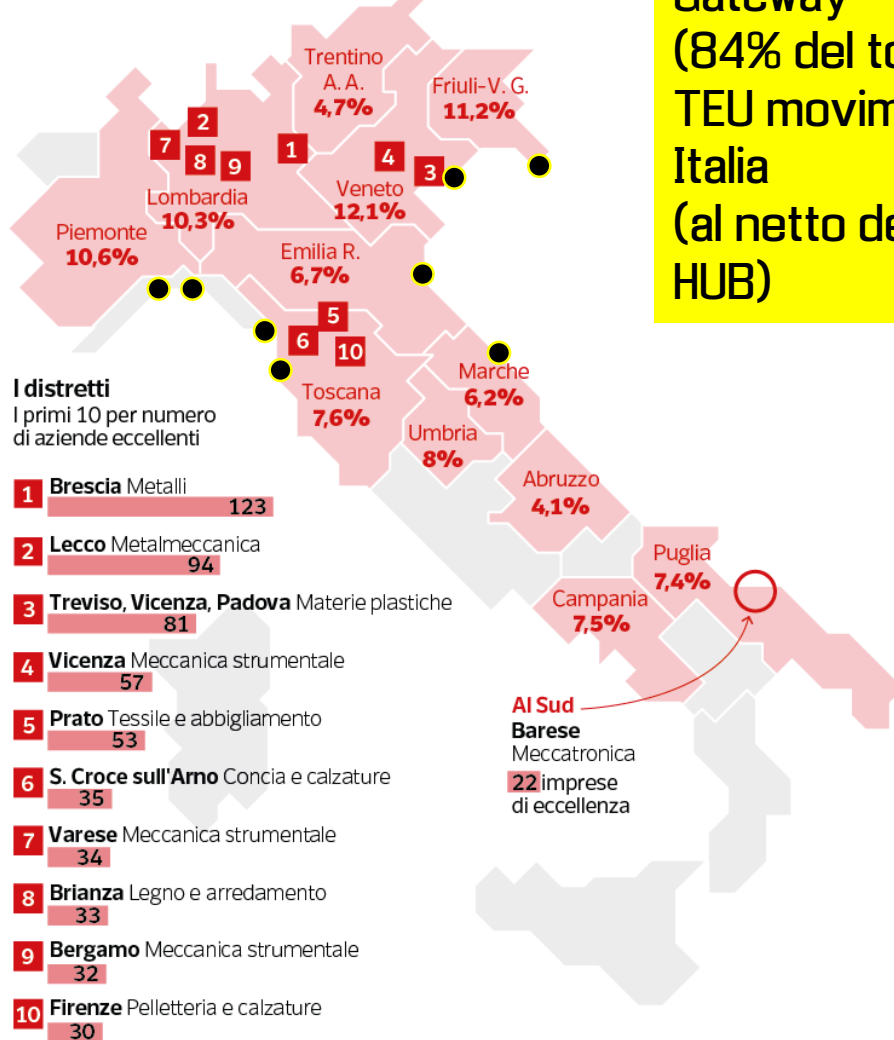 Gateway
(84% del to
TEU movim
Italia
(al netto de
HUB)
Trentino
A. A.
4,7%
Friuli-V. G.
11,2%
2
7
8
9
1
4
3
Lombardia
10,3%
Veneto
12,1%
Piemonte
10,6%
Emilia R.
6,7%
5
6
10
Toscana
7,6%
Marche
6,2%
Umbria
8%
Abruzzo
4,1%
Puglia
7,4%
Campania
7,5%
I distretti
I primi 10 per numero
di aziende eccellenti
1 Brescia Metalli
123
2 Lecco Metalmeccanica
94
3 Treviso, Vicenza, Padova Materie plastiche
81
4 Vicenza Meccanica strumentale
57
5 Prato Tessile e abbigliamento
53
6 S. Croce sull'Arno Concia e calzature
35
7 Varese Meccanica strumentale
34
8 Brianza Legno e arredamento
33
9 Bergamo Meccanica strumentale
32
10 Firenze Pelletteria e calzature
30
Al Sud
Barese
Meccatronica
22 imprese
di eccellenza